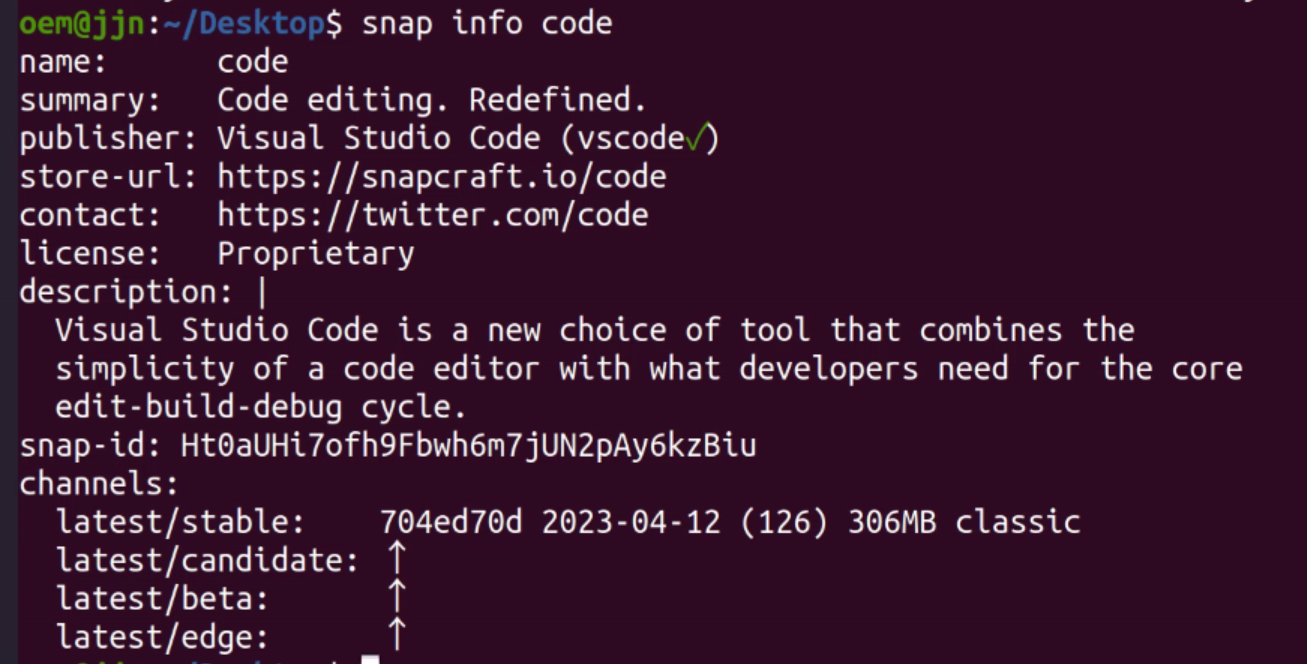 oem@jjn:~/Desktop$ snap info code
name:      code
summary:   Code editing. Redefined.
publisher: Visual Studio Code (vscode✓)
store-url: https://snapcraft.io/code
contact:   https://twitter.com/code
license:   Proprietary
description: |
  Visual Studio Code is a new choice of tool that combines the
  simplicity of a code editor with what developers need for the core
  edit-build-debug cycle.
snap-id: Ht0aUHi7ofh9Fbwh6m7jUN2pAy6kzBiu
channels:
  latest/stable:    704ed70d 2023-04-12 (126) 306MB classic
  latest/candidate: ↑
  latest/beta:      ↑
  latest/edge:      ↑